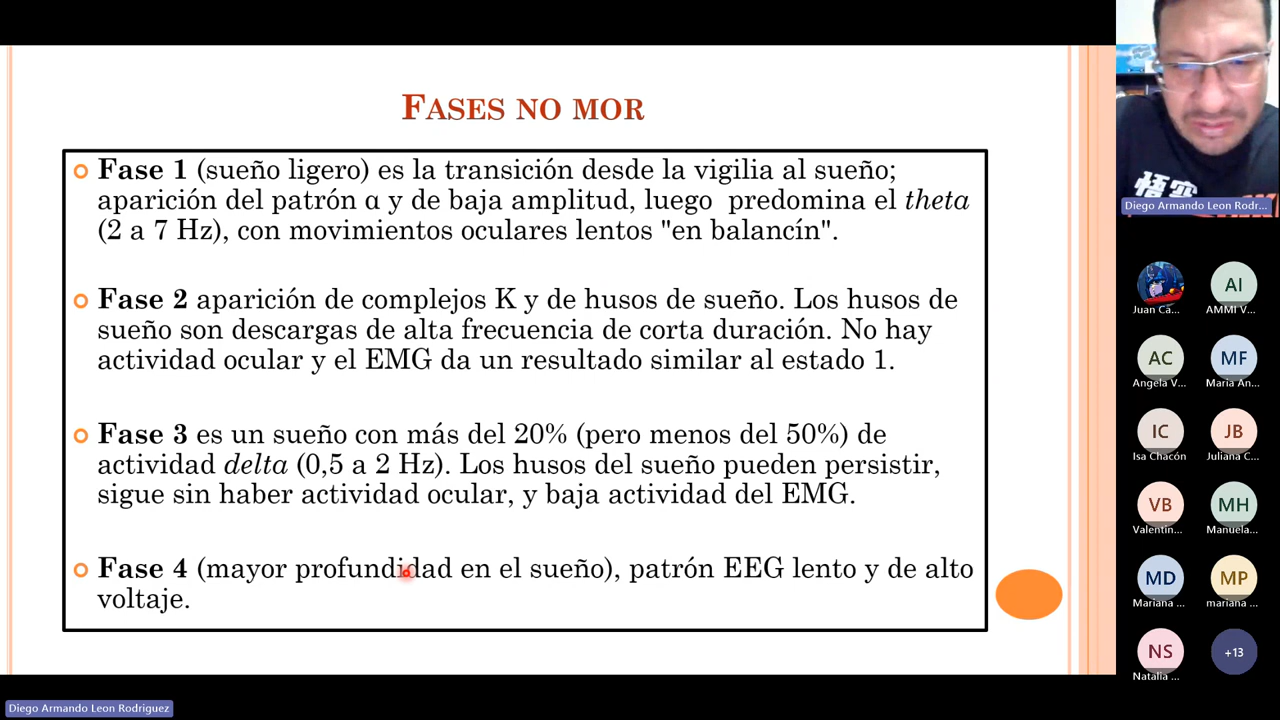 FASES NO MOR
Fase 1 (sueño ligero) es la transición desde la vigilia al sueño;
aparición del patrón α y de baja amplitud, luego predomina el theta
(2 a 7 Hz), con movimientos oculares lentos "en balancín".
Fase 2 aparición de complejos K y de husos de sueño. Los husos de
sueño son descargas de alta frecuencia de corta duración. No hay
actividad ocular y el EMG da un resultado similar al estado 1.
Fase 3 es un sueño con más del 20% (pero menos del 50%) de
actividad delta (0,5 a 2 Hz). Los husos del sueño pueden persistir,
sigue sin haber actividad ocular, y baja actividad del EMG.
Fase 4 (mayor profundidad en el sueño), patrón EEG lento y de alto
voltaje.
Diego Armando Leon Rodr...
Juan Ca...
AI
AMMI V...
AC
Angela V...
MF
Maria An...
IC
Isa Chacón
JB
Juliana C...
VB
Valentin...
MH
Manuela...
MD
Mariana ...
MP
mariana ...
NS
Natalia ...
+13
Diego Armando Leon Rodriguez